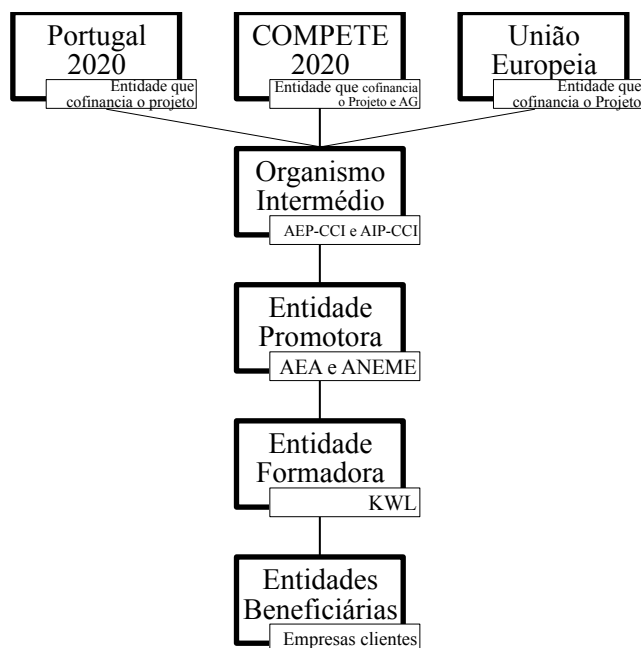 Portugal
2020
Entidade que
cofinancia o projeto
COMPETE
2020
Entidade que cofinancia
o Projeto e AG
União
Europeia
Entidade que
cofinancia o Projeto
Organismo
Intermédio
AEP-CCI e AIP-CCI
Entidade
Promotora
AEA e ANEME
Entidade
Formadora
KWL
Entidades
Beneficiárias
Empresas clientes